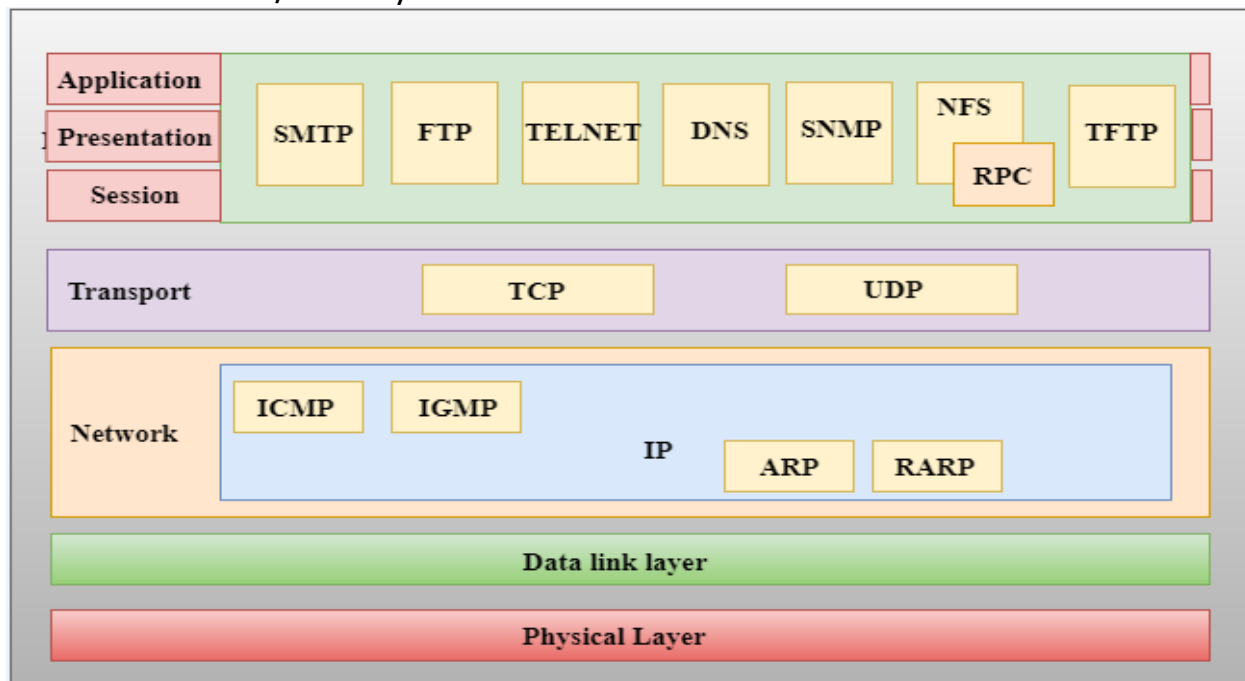 Application
Presentation
Session
SMTP
FTP
TELNET
DNS
SNMP
NFS
RPC
TFTP
Transport
TCP
UDP
Network
ICMP
IGMP
IP
ARP
RARP
Data link layer
Physical Layer